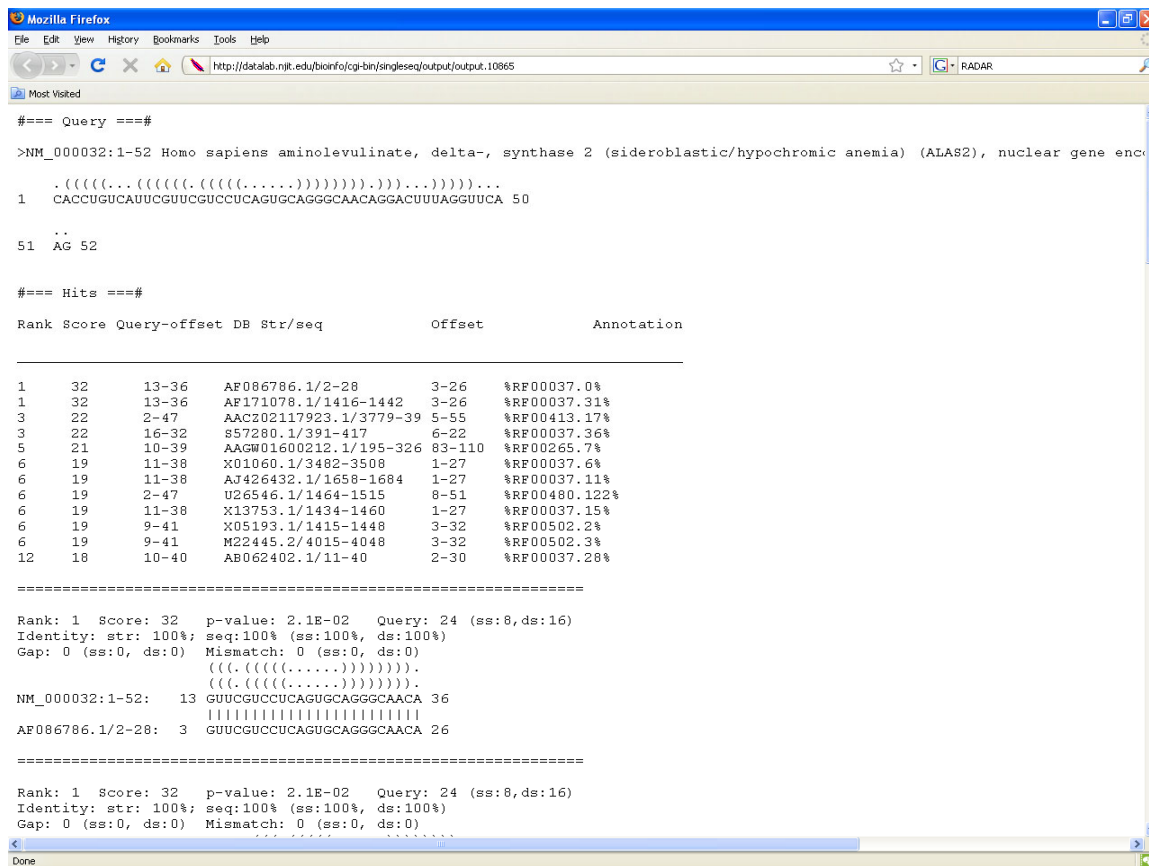 Mozilla Firefox
File Edit View History Bookmarks Tools Help
http://datalab.njit.edu/bioinfo/cgi-bin/singleseq/output/output.10865
RADAR
Most Visited
#=== Query ===#
>NM_000032:1-52 Homo sapiens aminolevulinate, delta-, synthase 2 (sideroblastic/hypochromic anemia) (ALAS2), nuclear gene enc
.(((((...((((((.(((((......)))))))).)))...)))))...
1 CACCUGUCAUUCGUUCGUCCUCAGUGCAGGGCAACAGGACUUUAGGUUCA 50
..
51 AG 52
#=== Hits ===#
Rank Score Query-offset DB Str/seq Offset Annotation
1 32 13-36 AF086786.1/2-28 3-26 %RF00037.0%
1 32 13-36 AF171078.1/1416-1442 3-26 %RF00037.31%
3 22 2-47 AACZ02117923.1/3779-39 5-55 %RF00413.17%
3 22 16-32 S57280.1/391-417 6-22 %RF00037.36%
5 21 10-39 AAGW01600212.1/195-326 83-110 %RF00265.7%
6 19 11-38 X01060.1/3482-3508 1-27 %RF00037.6%
6 19 11-38 AJ426432.1/1658-1684 1-27 %RF00037.11%
6 19 2-47 U26546.1/1464-1515 8-51 %RF00480.122%
6 19 11-38 X13753.1/1434-1460 1-27 %RF00037.15%
6 19 9-41 X05193.1/1415-1448 3-32 %RF00502.2%
6 19 9-41 M22445.2/4015-4048 3-32 %RF00502.3%
12 18 10-40 AB062402.1/11-40 2-30 %RF00037.28%
===============================================================
Rank: 1 Score: 32 p-value: 2.1E-02 Query: 24 (ss:8,ds:16)
Identity: str: 100%; seq:100% (ss:100%, ds:100%)
Gap: 0 (ss:0, ds:0) Mismatch: 0 (ss:0, ds:0)
(((.(((((......)))))))).
(((.(((((......)))))))).
NM_000032:1-52: 13 GUUCGUCCUCAGUGCAGGGCAACA 36
||||||||||||||||||||||||
AF086786.1/2-28: 3 GUUCGUCCUCAGUGCAGGGCAACA 26
===============================================================
Rank: 1 Score: 32 p-value: 2.1E-02 Query: 24 (ss:8,ds:16)
Identity: str: 100%; seq:100% (ss:100%, ds:100%)
Gap: 0 (ss:0, ds:0) Mismatch: 0 (ss:0, ds:0)
Done